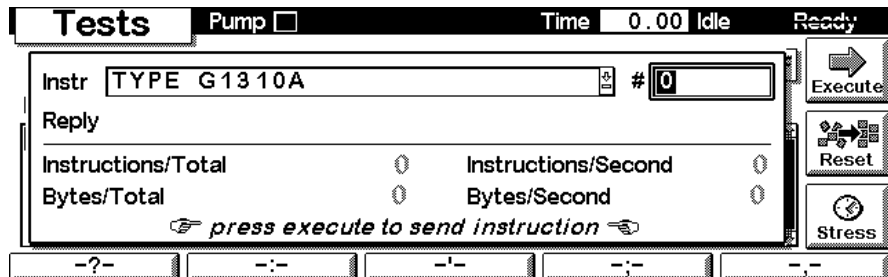 Tests Pump Time 0.00 Idle Ready
Instr TYPE G1310A # 0
Execute
Reply
Reset
Instructions/Total 0 Instructions/Second 0
Bytes/Total 0 Bytes/Second 0
press execute to send instruction
Stress
-?- -:- -'- -;- -,-